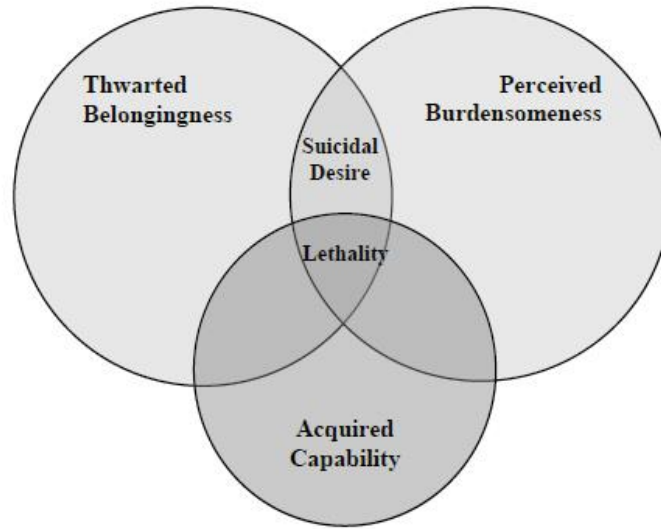 Thwarted
Belongingness
Perceived
Burdensomeness
Suicidal
Desire
Lethality
Acquired
Capability